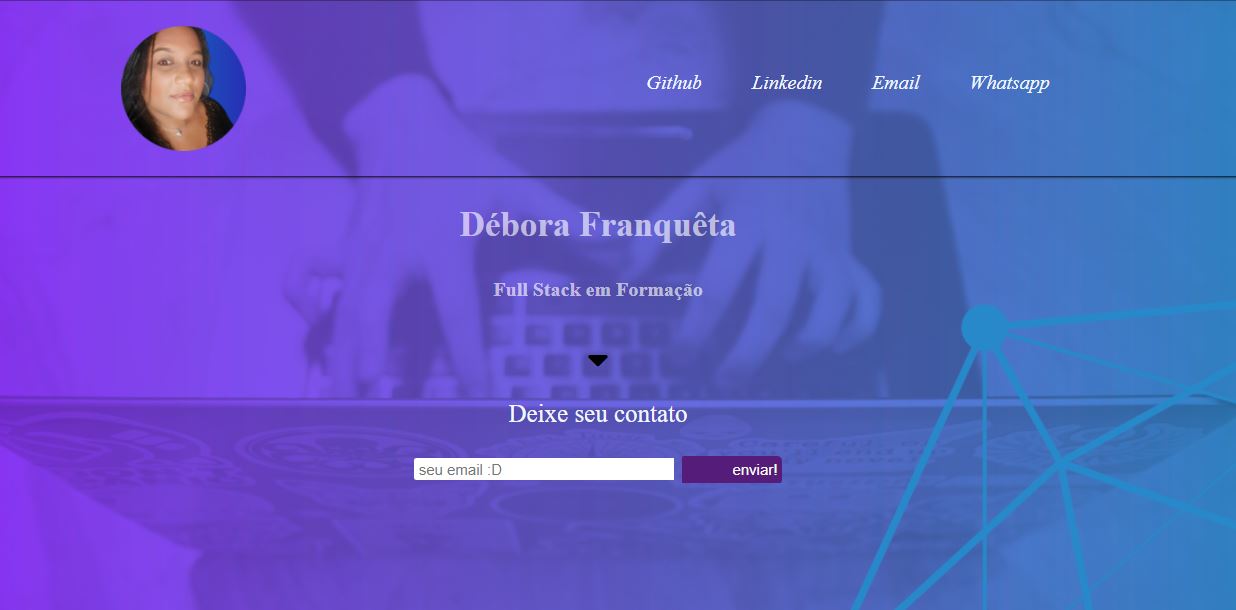 Github Linkedin Email Whatsapp
Débora Franquêta
Full Stack em Formação
Deixe seu contato
seu email :D enviar!